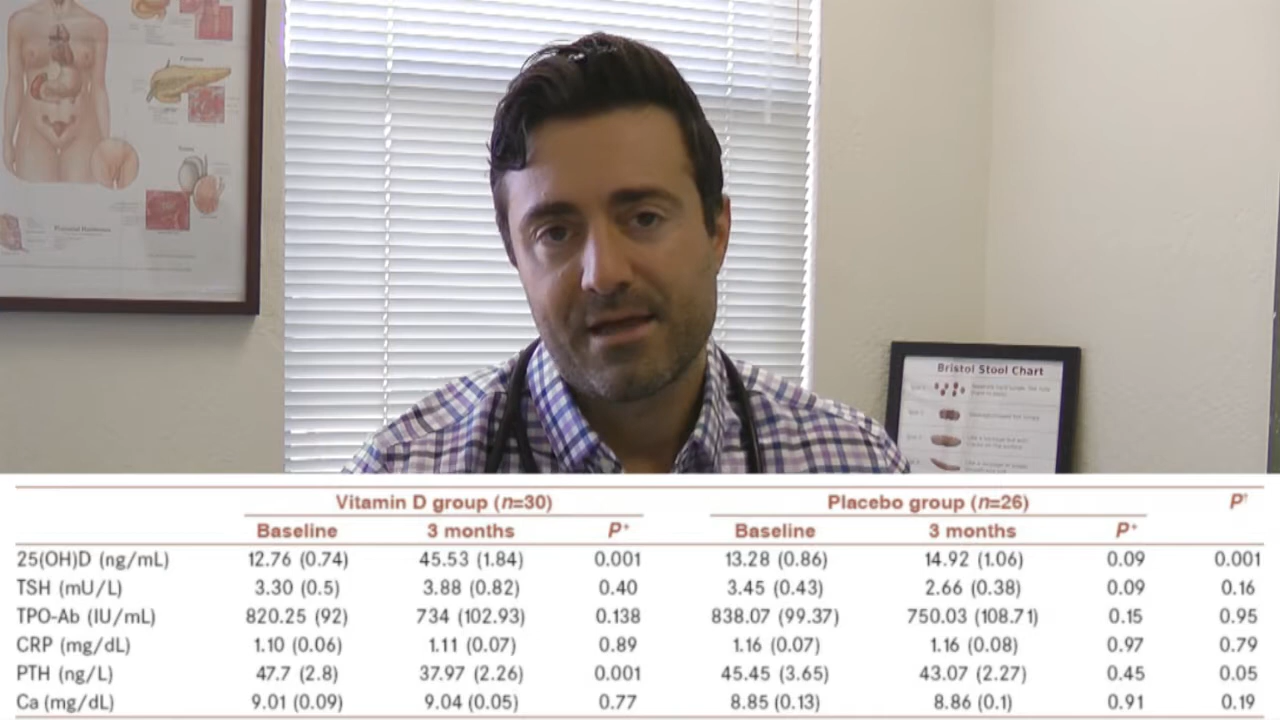 Pancreas
Testes
Placental Hormones
Bristol Stool Chart
Vitamin D group (n=30) Placebo group (n=26) P†
Baseline 3 months P* Baseline 3 months P*
25(OH)D (ng/mL) 12.76 (0.74) 45.53 (1.84) 0.001 13.28 (0.86) 14.92 (1.06) 0.09 0.001
TSH (mU/L) 3.30 (0.5) 3.88 (0.82) 0.40 3.45 (0.43) 2.66 (0.38) 0.09 0.16
TPO-Ab (IU/mL) 820.25 (92) 734 (102.93) 0.138 838.07 (99.37) 750.03 (108.71) 0.15 0.95
CRP (mg/dL) 1.10 (0.06) 1.11 (0.07) 0.89 1.16 (0.07) 1.16 (0.08) 0.97 0.79
PTH (ng/L) 47.7 (2.8) 37.97 (2.26) 0.001 45.45 (3.65) 43.07 (2.27) 0.45 0.05
Ca (mg/dL) 9.01 (0.09) 9.04 (0.05) 0.77 8.85 (0.13) 8.86 (0.1) 0.91 0.19